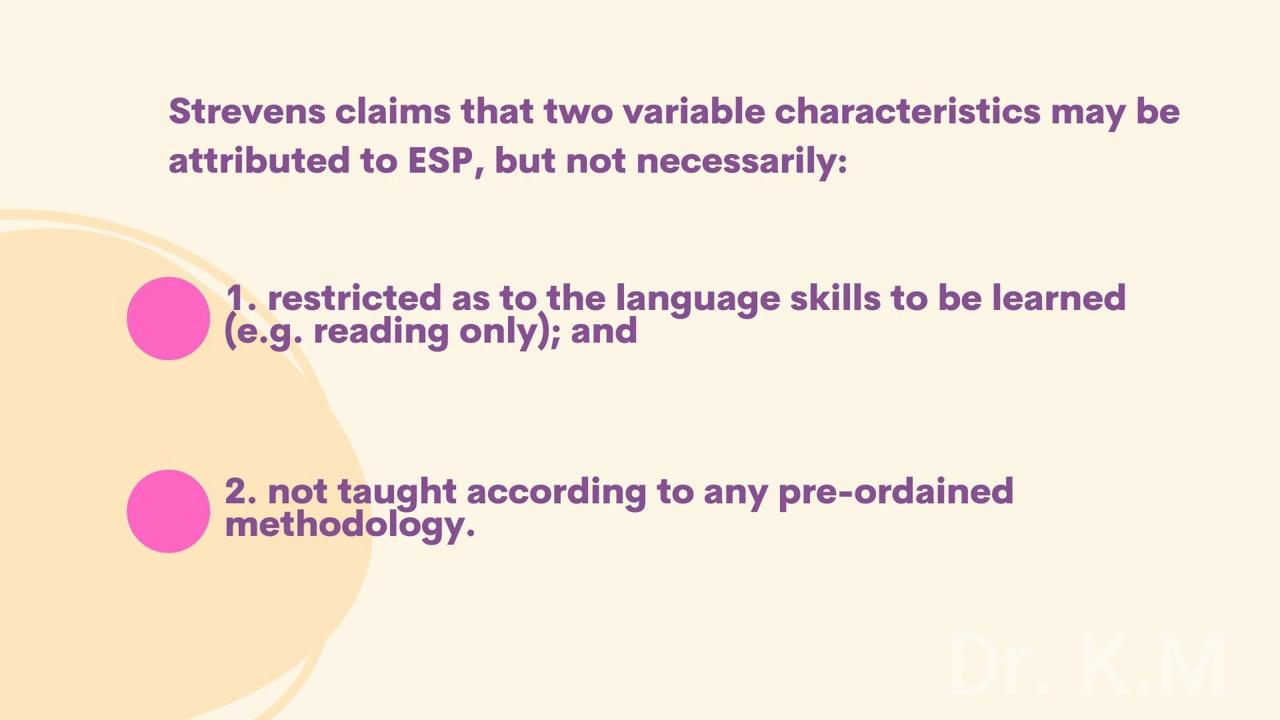 Strevens claims that two variable characteristics may be
attributed to ESP, but not necessarily:
1. restricted as to the language skills to be learned
(e.g. reading only); and
2. not taught according to any pre-ordained
methodology.
Dr. K.M